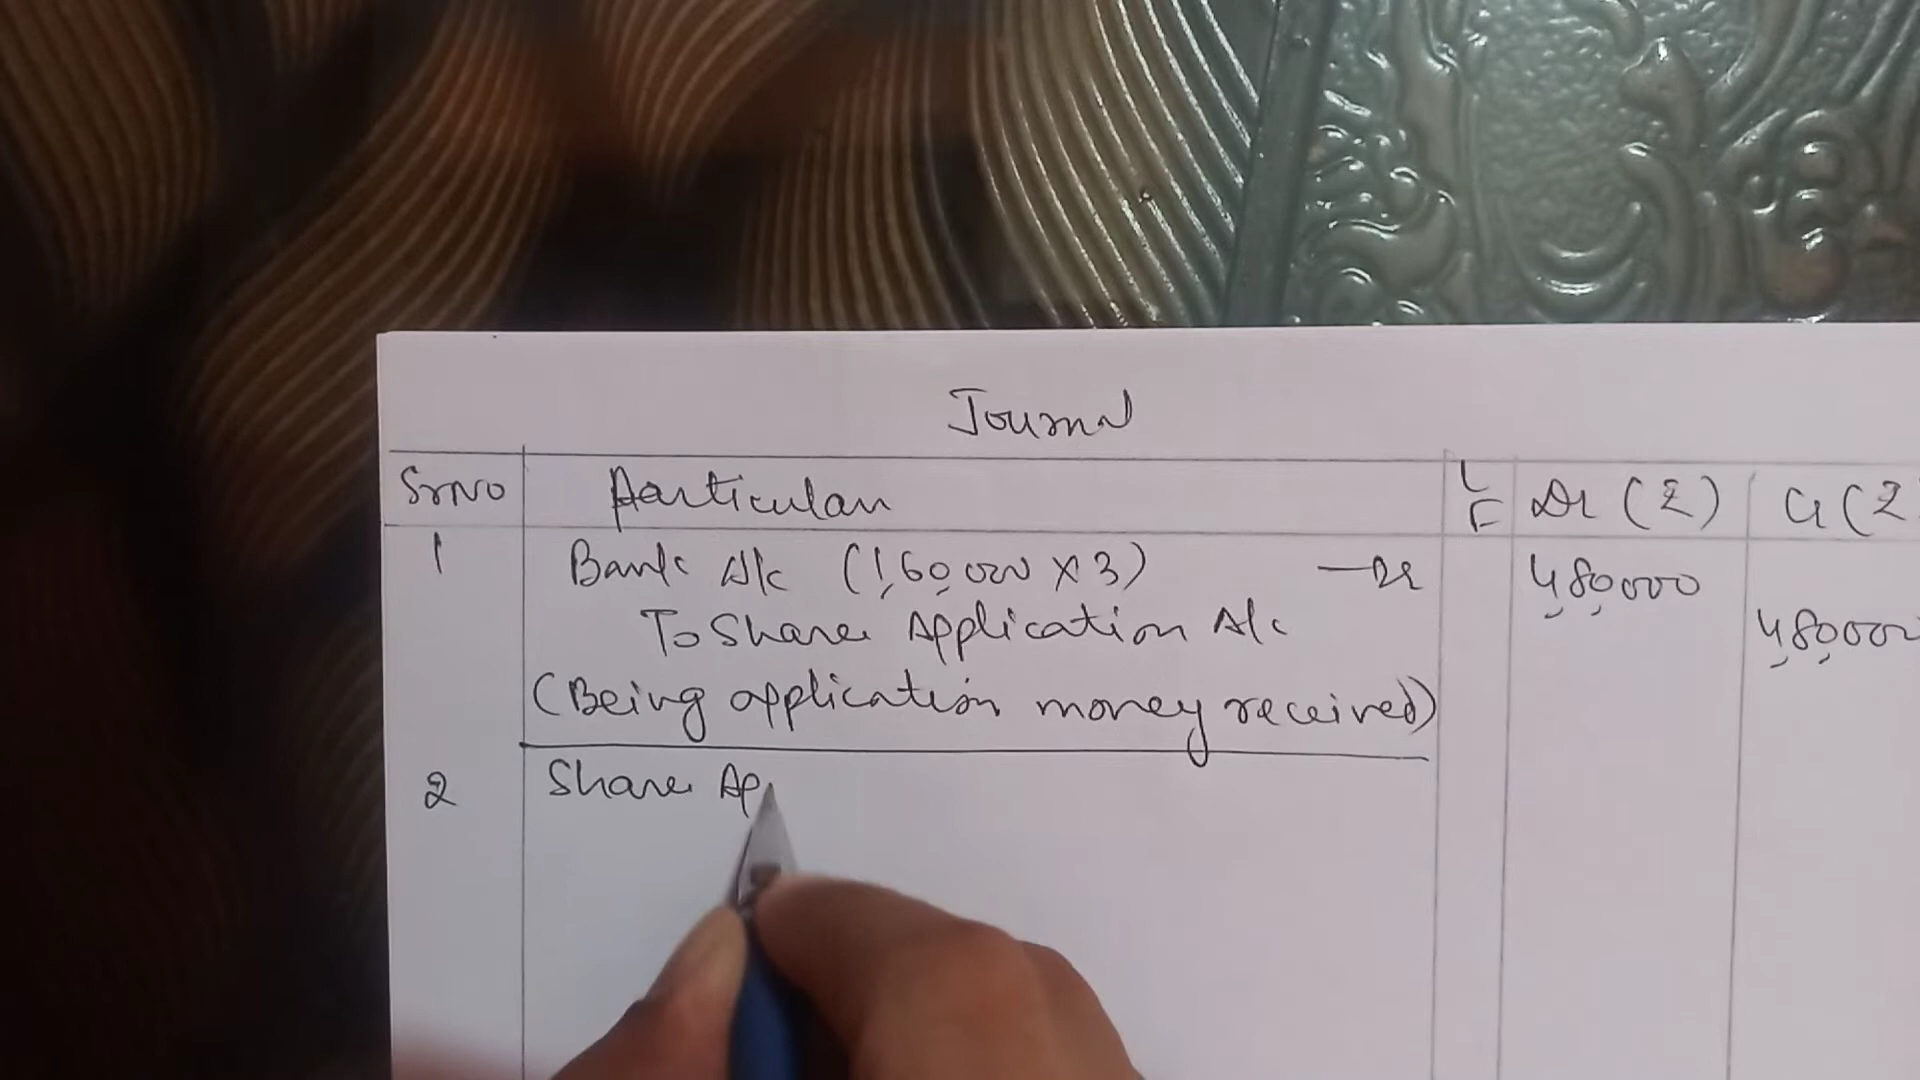 Journal
Sr No Particulars L F Dr (₹) Cr (₹
1 Bank A/c (1,60,000 X 3) —Dr 4,80,000
To Share Application A/c 4,80,000
(Being application money received)
2 Share Ap